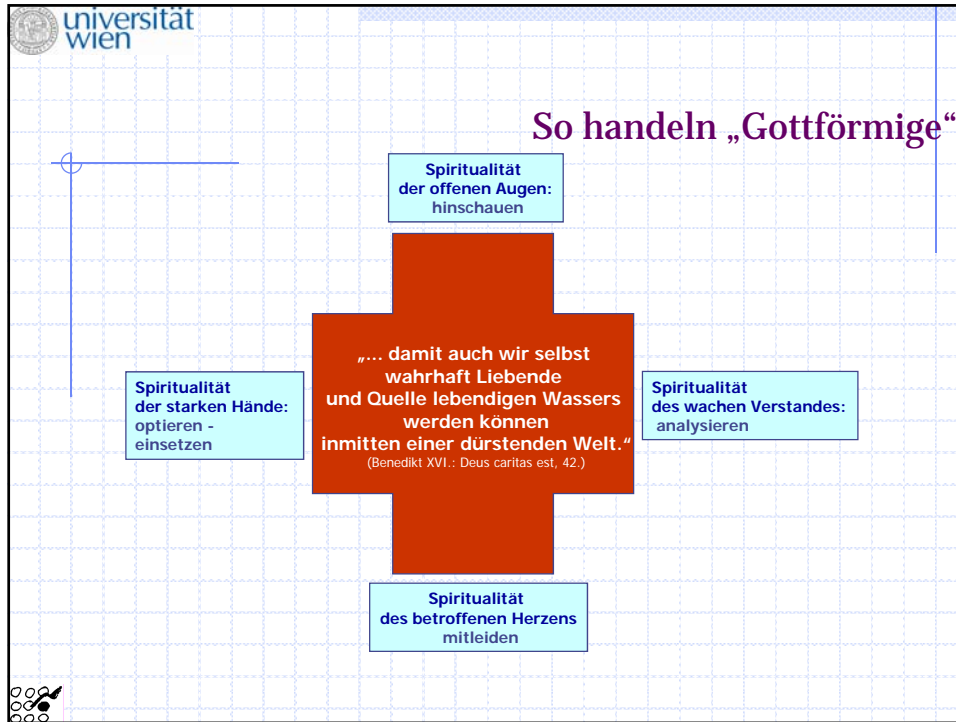 universität
wien
So handeln „Gottförmige“
Spiritualität
der offenen Augen:
hinschauen
„... damit auch wir selbst
wahrhaft Liebende
und Quelle lebendigen Wassers
werden können
inmitten einer dürstenden Welt.“
(Benedikt XVI.: Deus caritas est, 42.)
Spiritualität
der starken Hände:
optieren -
einsetzen
Spiritualität
des wachen Verstandes:
analysieren
Spiritualität
des betroffenen Herzens
mitleiden